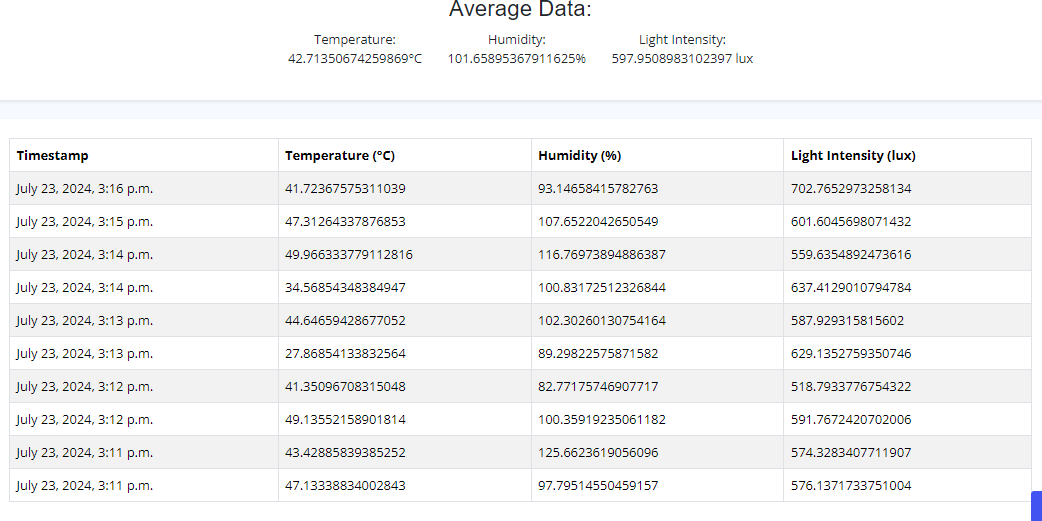 Average Data:
Temperature: Humidity: Light Intensity:
42.71350674259869°C 101.65895367911625% 597.9508983102397 lux
Timestamp Temperature (°C) Humidity (%) Light Intensity (lux)
July 23, 2024, 3:16 p.m. 41.72367575311039 93.14658415782763 702.7652973258134
July 23, 2024, 3:15 p.m. 47.31264337876853 107.6522042650549 601.6045698071432
July 23, 2024, 3:14 p.m. 49.966333779112816 116.76973894886387 559.6354892473616
July 23, 2024, 3:14 p.m. 34.56854348384947 100.83172512326844 637.4129010794784
July 23, 2024, 3:13 p.m. 44.64659428677052 102.30260130754164 587.929315815602
July 23, 2024, 3:13 p.m. 27.86854133832564 89.29822575871582 629.1352759350746
July 23, 2024, 3:12 p.m. 41.35096708315048 82.77175746907717 518.7933776754322
July 23, 2024, 3:12 p.m. 49.13552158901814 100.35919235061182 591.7672420702006
July 23, 2024, 3:11 p.m. 43.42885839385252 125.6623619056096 574.3283407711907
July 23, 2024, 3:11 p.m. 47.13338834002843 97.79514550459157 576.1371733751004